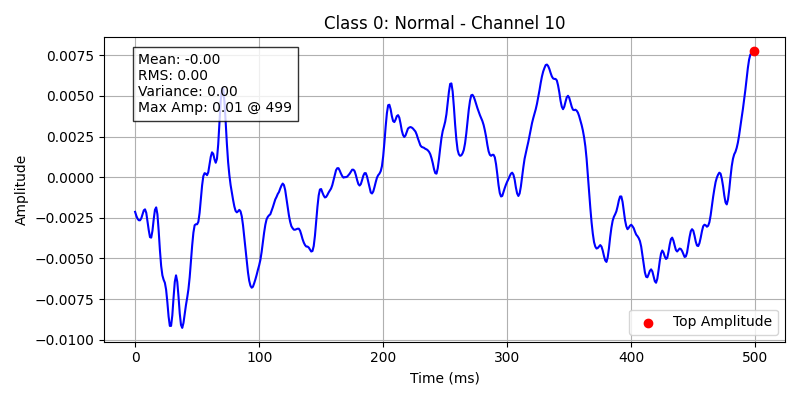 Class 0: Normal - Channel 10
Mean: -0.00
RMS: 0.00
Variance: 0.00
Max Amp: 0.01 @ 499
0.0075
0.0050
0.0025
0.0000
−0.0025
−0.0050
−0.0075
−0.0100
Amplitude
Top Amplitude
0 100 200 300 400 500
Time (ms)